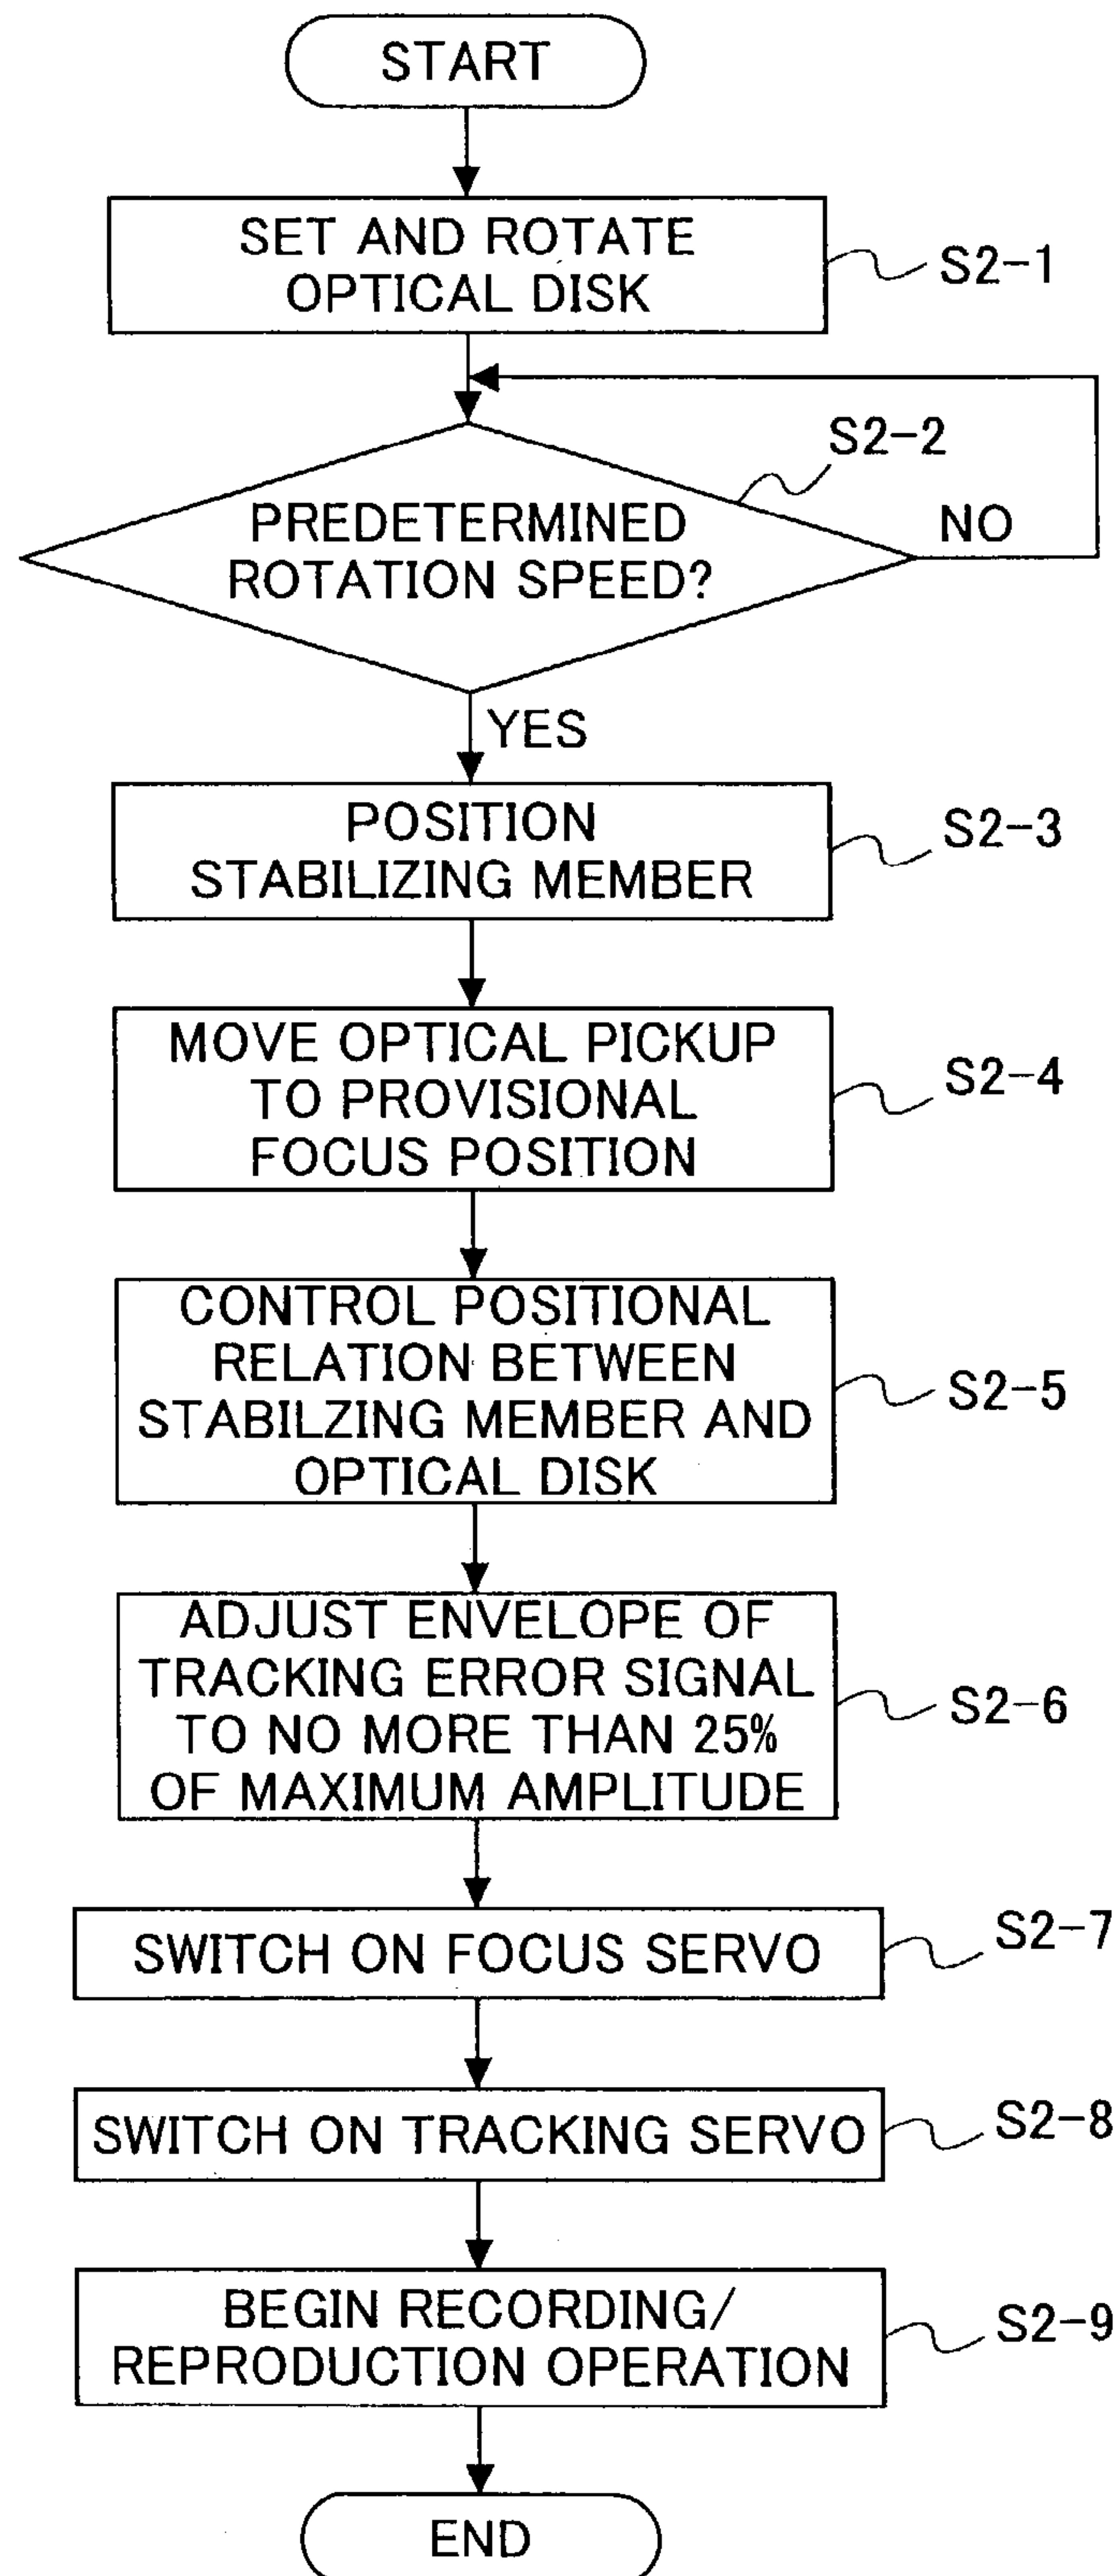 START
SET AND ROTATE
OPTICAL DISK
S2-1
S2-2
PREDETERMINED
ROTATION SPEED?
NO
YES
POSITION
STABILIZING MEMBER
S2-3
MOVE OPTICAL PICKUP
TO PROVISIONAL
FOCUS POSITION
S2-4
CONTROL POSITIONAL
RELATION BETWEEN
STABILZING MEMBER AND
OPTICAL DISK
S2-5
ADJUST ENVELOPE OF
TRACKING ERROR SIGNAL
TO NO MORE THAN 25%
OF MAXIMUM AMPLITUDE
S2-6
SWITCH ON FOCUS SERVO
S2-7
SWITCH ON TRACKING SERVO
S2-8
BEGIN RECORDING/
REPRODUCTION OPERATION
S2-9
END